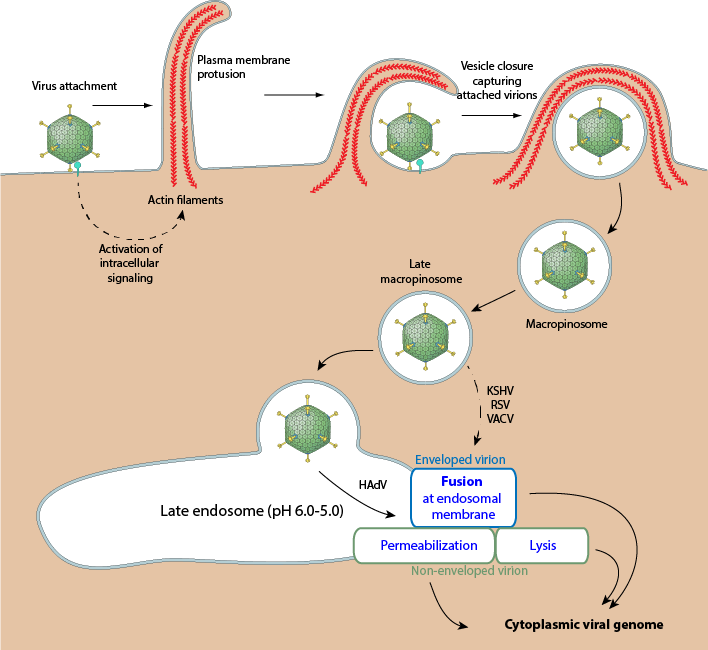 Virus attachment
Plasma membrane
protusion
Vesicle closure
capturing
attached virions
Actin filaments
Activation of
intracellular
signaling
Late
macropinosome
Macropinosome
KSHV
RSV
VACV
Enveloped virion
HAdV
Fusion
at endosomal
membrane
Late endosome (pH 6.0-5.0)
Permeabilization
Lysis
Non-enveloped virion
Cytoplasmic viral genome